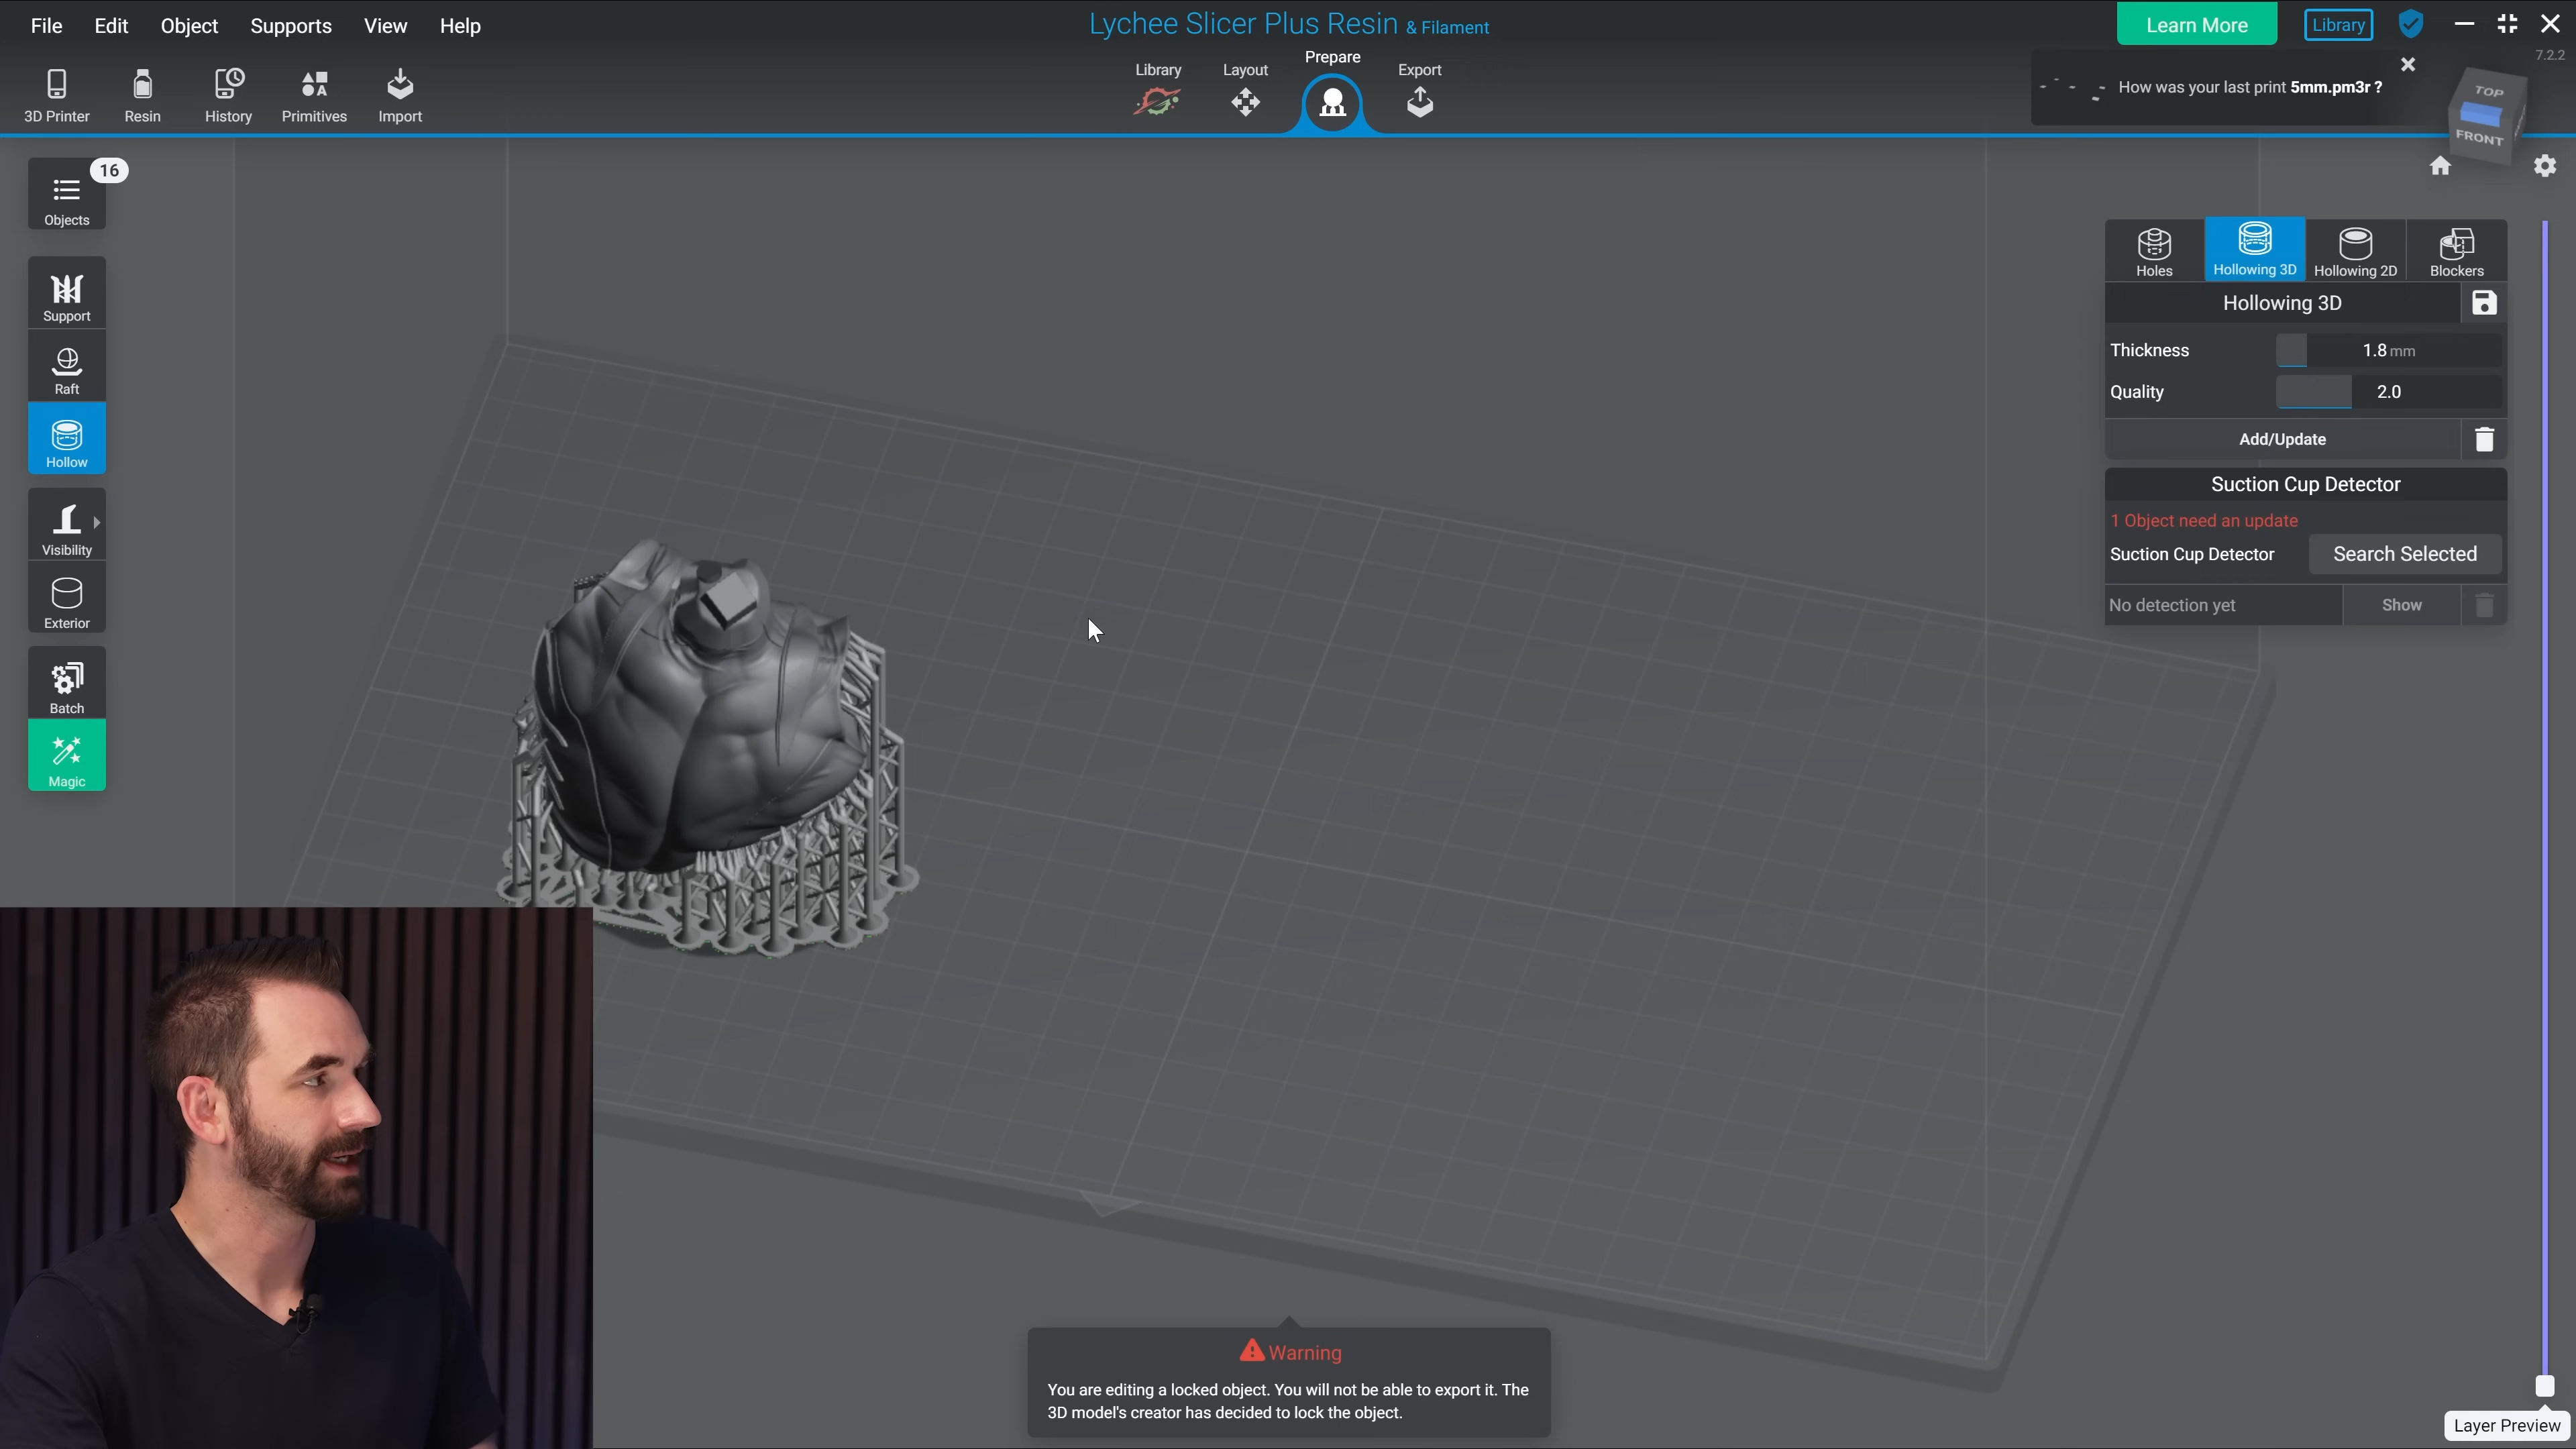 File Edit Object Supports View Help
Lychee Slicer Plus Resin & Filament
Learn More
Library
7.2.2
3D Printer
Resin
History
Primitives
Import
Library
Layout
Prepare
Export
How was your last print 5mm.pm3r ?
TOP
FRONT
16
Objects
Support
Raft
Hollow
Visibility
Exterior
Batch
Magic
Holes
Hollowing 3D
Hollowing 2D
Blockers
Hollowing 3D
Thickness 1.8 mm
Quality 2.0
Add/Update
Suction Cup Detector
1 Object need an update
Suction Cup Detector Search Selected
No detection yet Show
Warning
You are editing a locked object. You will not be able to export it. The
3D model's creator has decided to lock the object.
Layer Preview